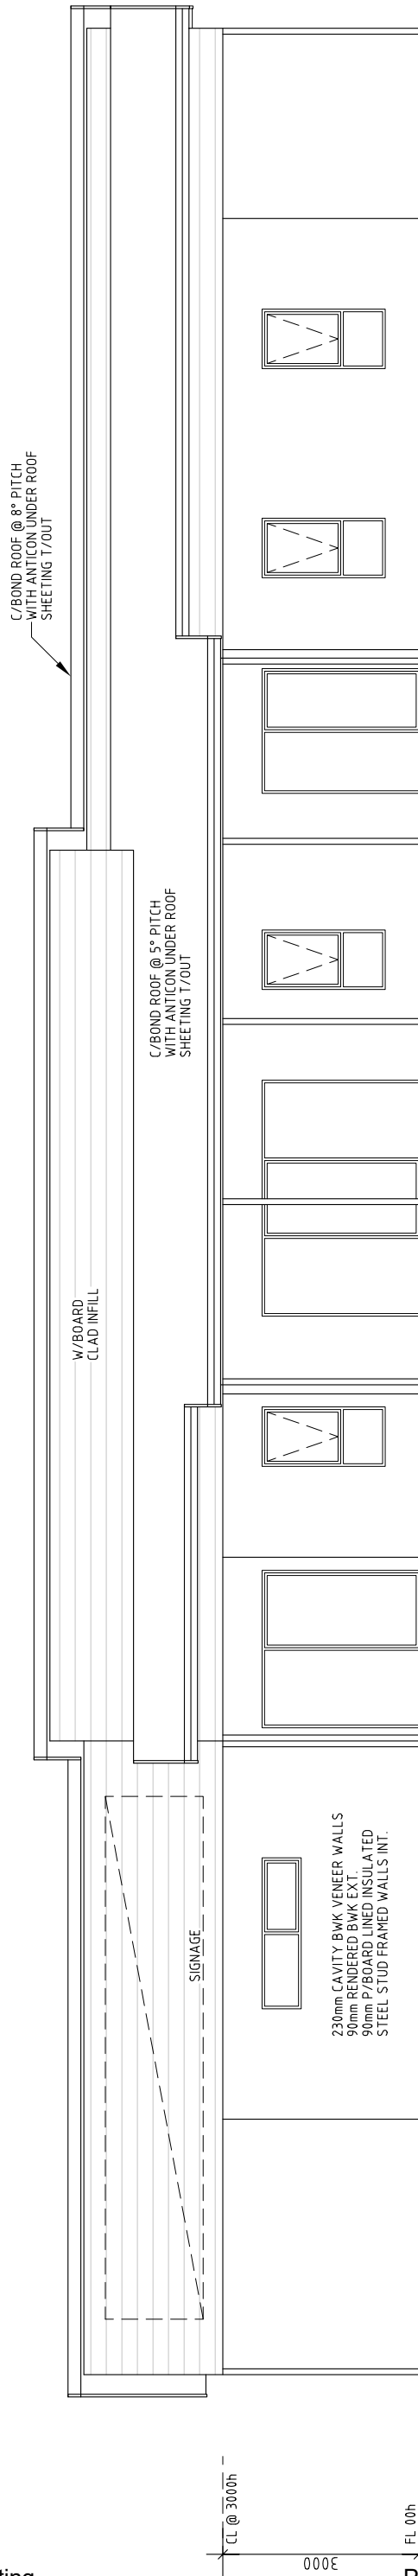 C/BOND ROOF @ 8° PITCH
WITH ANTICON UNDER ROOF
SHEETING T/OUT
C/BOND ROOF @ 5° PITCH
WITH ANTICON UNDER ROOF
SHEETING T/OUT
W/BOARD
CLAD INFILL
SIGNAGE
230mm CAVITY BWK VENEER WALLS
90mm RENDERED BWK EXT.
90mm P/BOARD LINED INSULATED
STEEL STUD FRAMED WALLS INT.
CL @ 3000h
3000
FL 00h